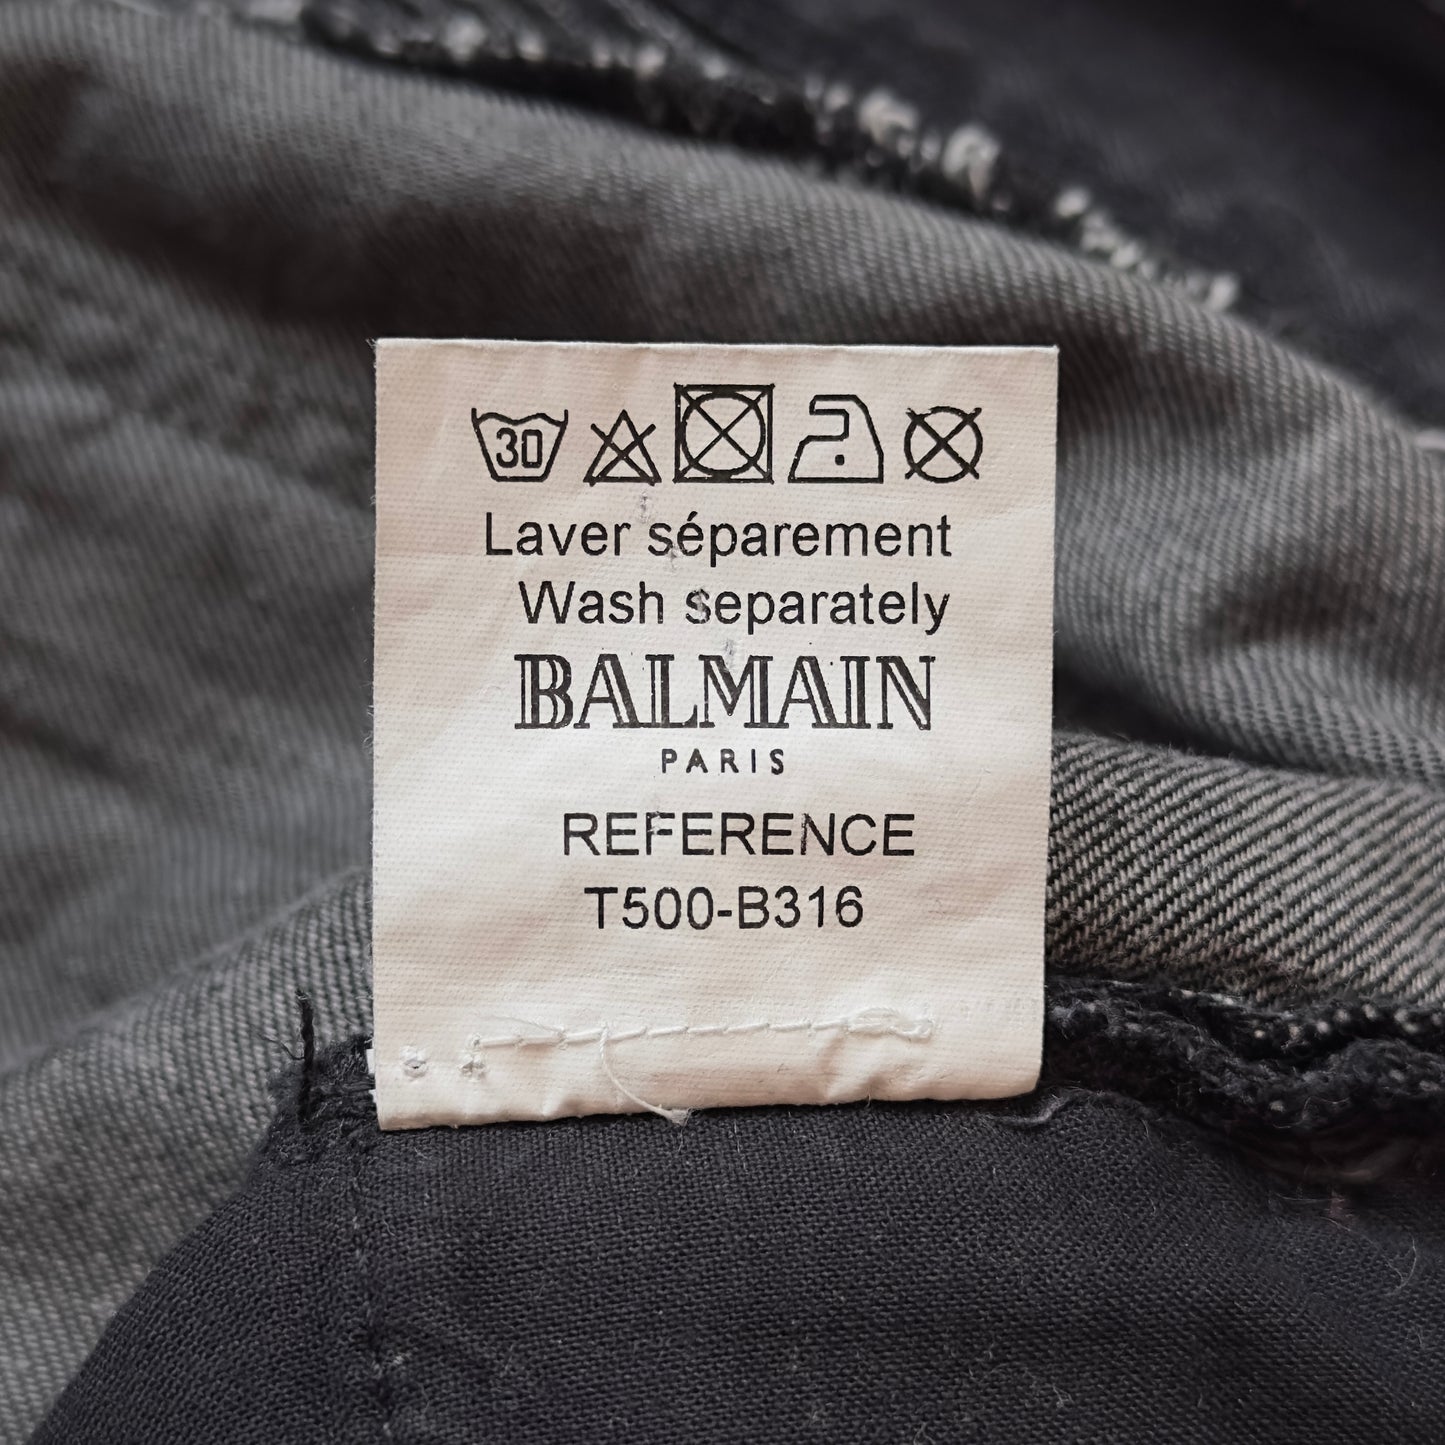 30
Laver séparement
Wash separately
BALMAIN
PARIS
REFERENCE
T500-B316